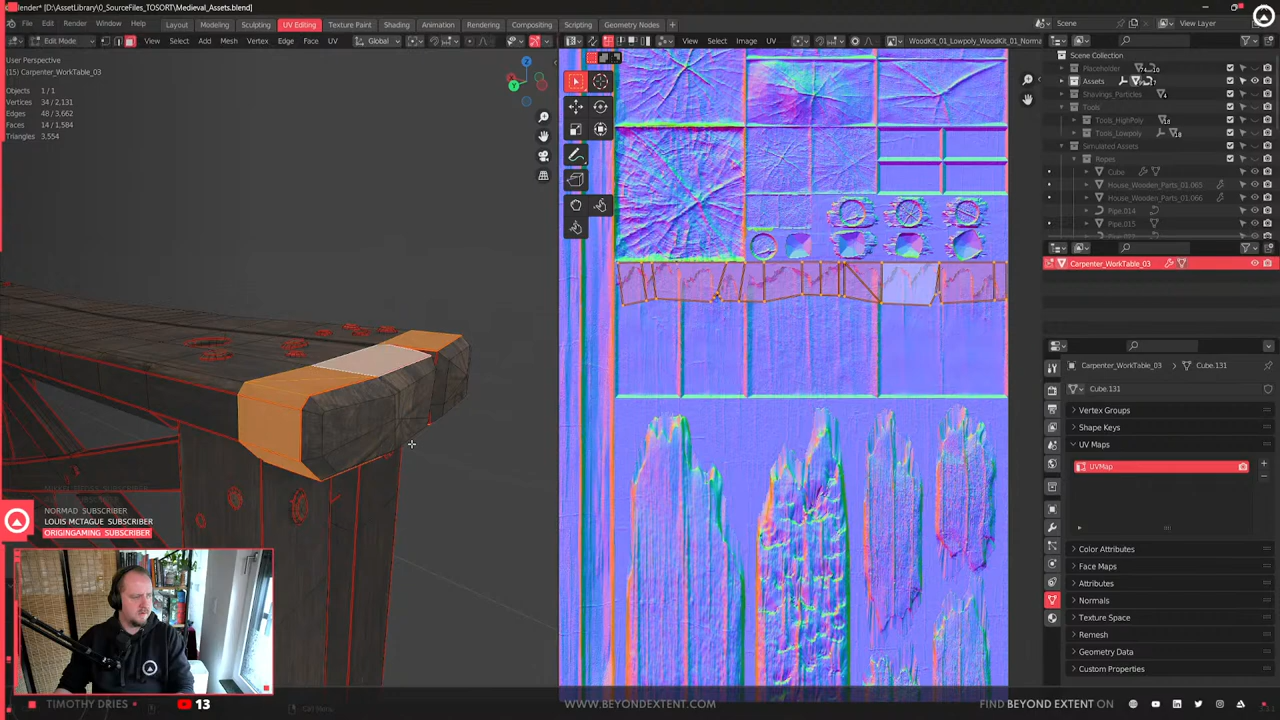 ender* [D:\AssetLibrary\0_SourceFiles_TOSORT\Medieval_Assets.blend]
File Edit Render Window Help Layout Modeling Sculpting UV Editing Texture Paint Shading Animation Rendering Compositing Scripting Geometry Nodes + Scene View Layer
Edit Mode View Select Add Mesh Vertex Edge Face UV Global View Select Image UV WoodKit_01_Lowpoly_WoodKit_01_Norma
User Perspective
(15) Carpenter_WorkTable_03
Objects 1/1
Vertices 34 / 2,131
Edges 48 / 3,662
Faces 14 / 1,584
Triangles 3,554
Scene Collection
Placeholder
Assets
Shavings_Particles
Tools
Tools_HighPoly
Tools_Lowpoly
Simulated Assets
Ropes
Cube
House_Wooden_Parts_01.065
House_Wooden_Parts_01.066
Pipe.014
Pipe.015
Carpenter_WorkTable_03
Carpenter_WorkTable_03 Cube.131
Cube.131
Vertex Groups
Shape Keys
UV Maps
UVMap
Color Attributes
Face Maps
Attributes
Normals
Texture Space
Remesh
Geometry Data
Custom Properties
NORMAD SUBSCRIBER
LOUIS MCTAGUE SUBSCRIBER
ORIGINGAMING SUBSCRIBER
TIMOTHY DRIES 13 WWW.BEYONDEXTENT.COM FIND BEYOND EXTENT ON